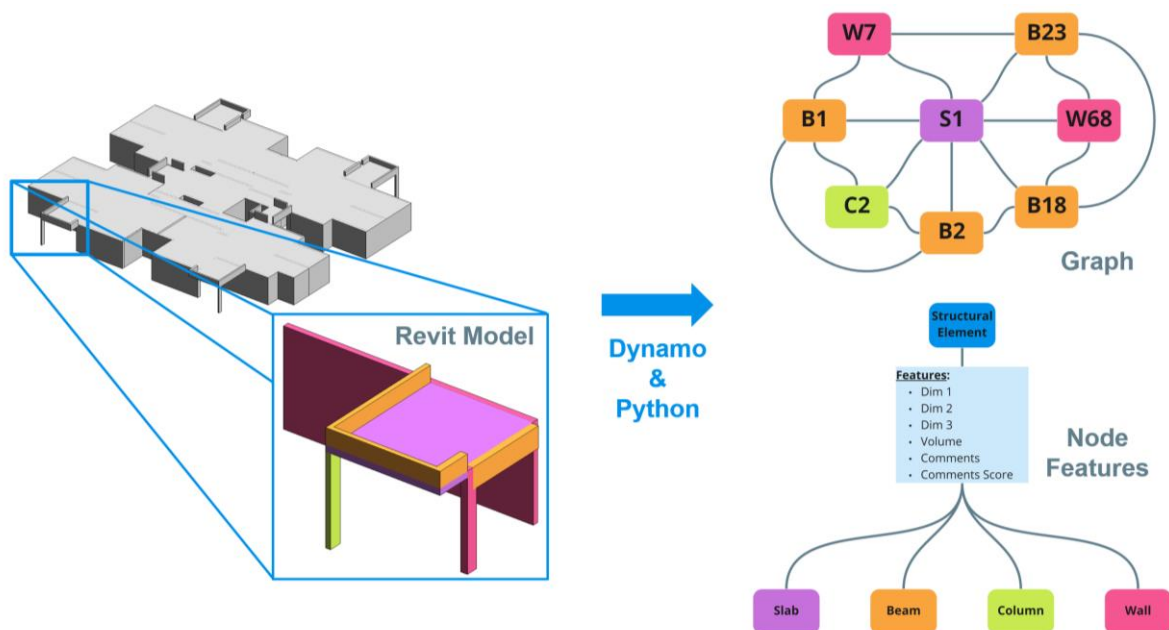 Revit Model
Dynamo
&
Python
W7
B23
B1
S1
W68
C2
B2
B18
Graph
Structural
Element
Features:
• Dim 1
• Dim 2
• Dim 3
• Volume
• Comments
• Comments Score
Node
Features
Slab
Beam
Column
Wall